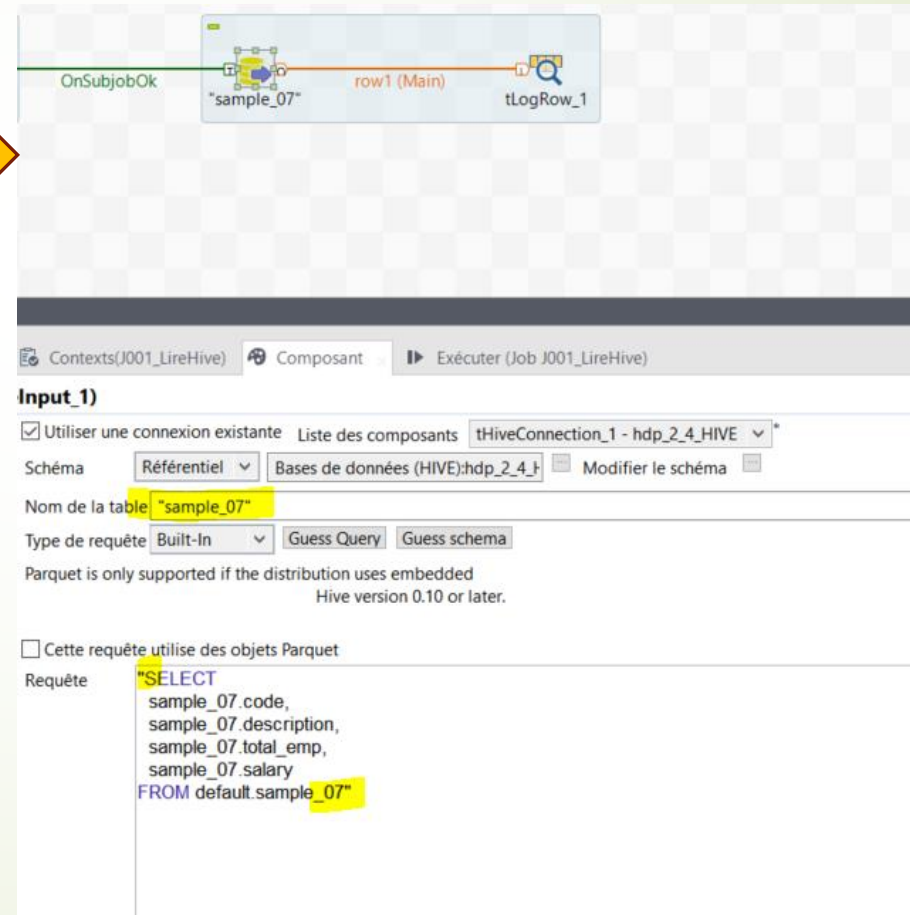 OnSubjobOk
row1 (Main)
"sample_07"
tLogRow_1
Contexts(J001_LireHive)
Composant
Exécuter (Job J001_LireHive)
Input_1)
Utiliser une connexion existante
Liste des composants
tHiveConnection_1 - hdp_2_4_HIVE
*
Schéma
Référentiel
Bases de données (HIVE):hdp_2_4_H
Modifier le schéma
Nom de la table
"sample_07"
Type de requête
Built-In
Guess Query
Guess schema
Parquet is only supported if the distribution uses embedded
Hive version 0.10 or later.
Cette requête utilise des objets Parquet
Requête
"SELECT
sample_07.code,
sample_07.description,
sample_07.total_emp,
sample_07.salary
FROM default.sample_07"